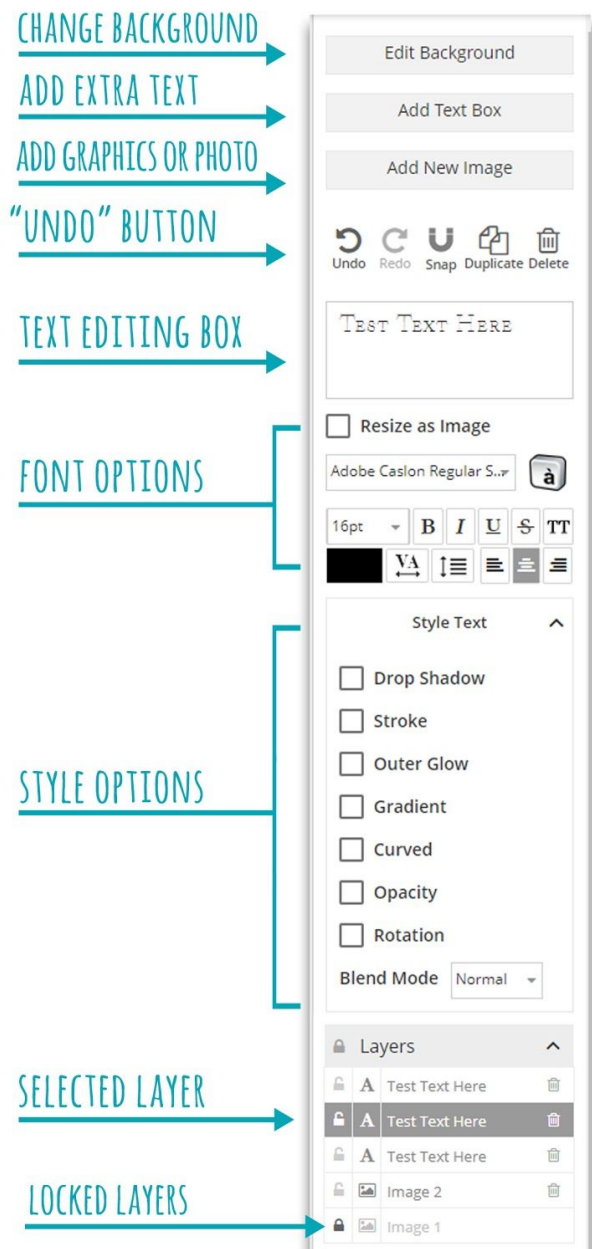 CHANGE BACKGROUND
Edit Background
ADD EXTRA TEXT
Add Text Box
ADD GRAPHICS OR PHOTO
Add New Image
"UNDO" BUTTON
Undo Redo Snap Duplicate Delete
TEXT EDITING BOX
TEST TEXT HERE
Resize as Image
FONT OPTIONS
Adobe Caslon Regular S... à
16pt B I U S TT
VA
Style Text
Drop Shadow
Stroke
Outer Glow
STYLE OPTIONS
Gradient
Curved
Opacity
Rotation
Blend Mode Normal
Layers
A Test Text Here
SELECTED LAYER
A Test Text Here
A Test Text Here
Image 2
LOCKED LAYERS
Image 1